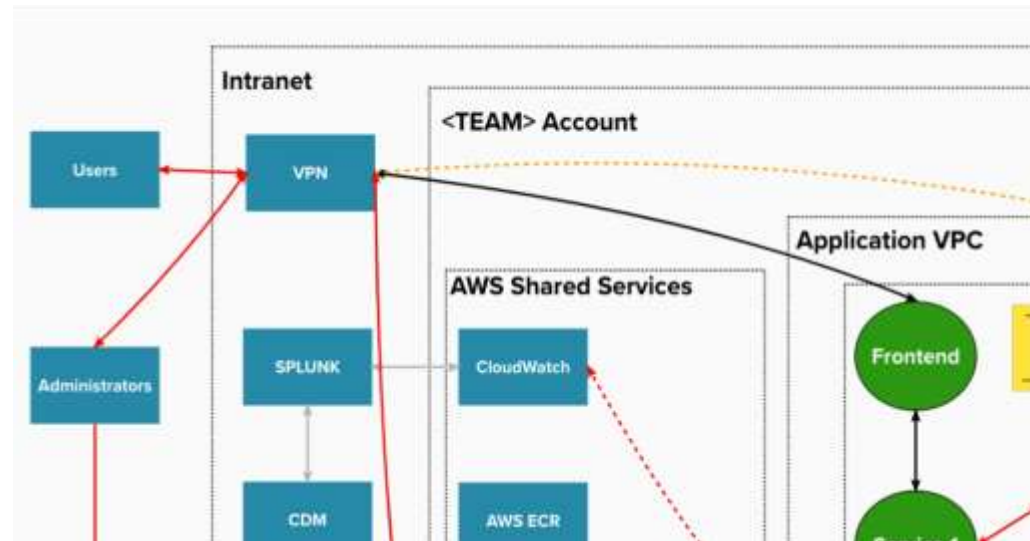 Intranet
<TEAM> Account
Users
VPN
Application VPC
AWS Shared Services
SPLUNK
CloudWatch
Frontend
Administrators
CDM
AWS ECR